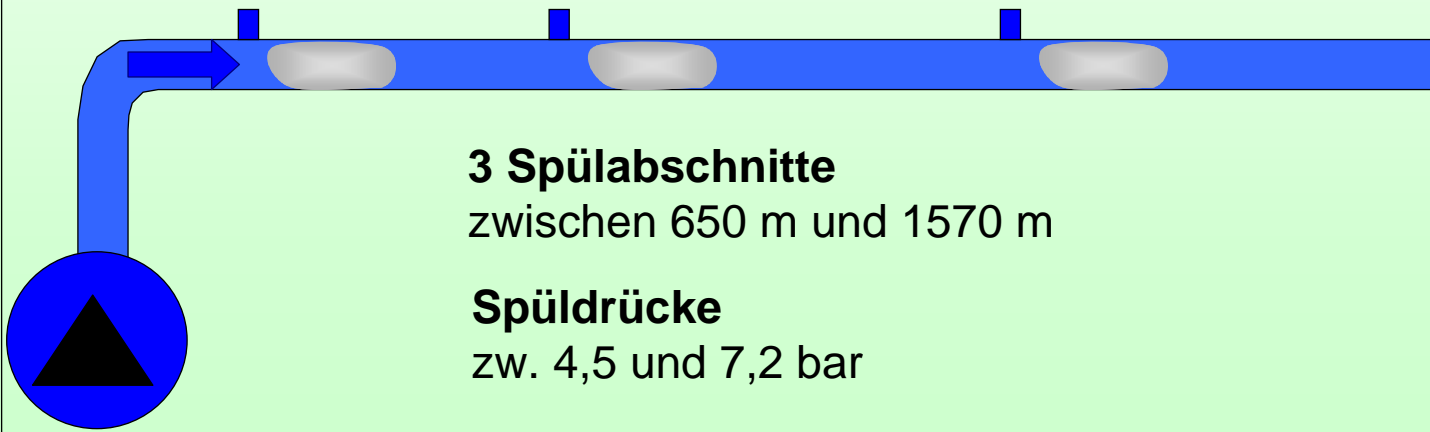 3 Spülabschnitte
zwischen 650 m und 1570 m
Spüldrücke
zw. 4,5 und 7,2 bar